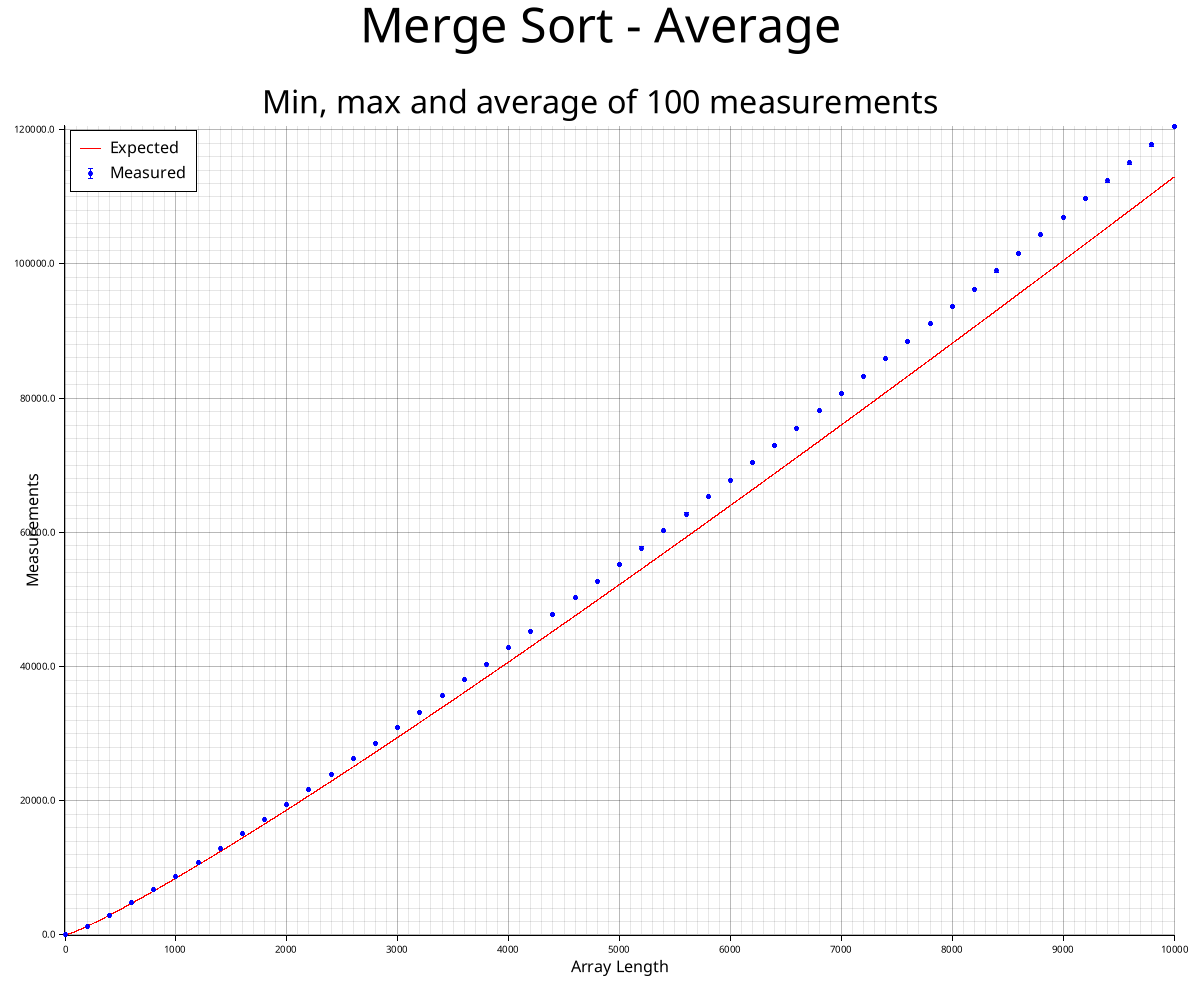 Merge Sort - Average
Min, max and average of 100 measurements
120000.0
100000.0
80000.0
60000.0
40000.0
20000.0
0.0
Expected
Measured
Measurements
0 1000 2000 3000 4000 5000 6000 7000 8000 9000 10000
Array Length